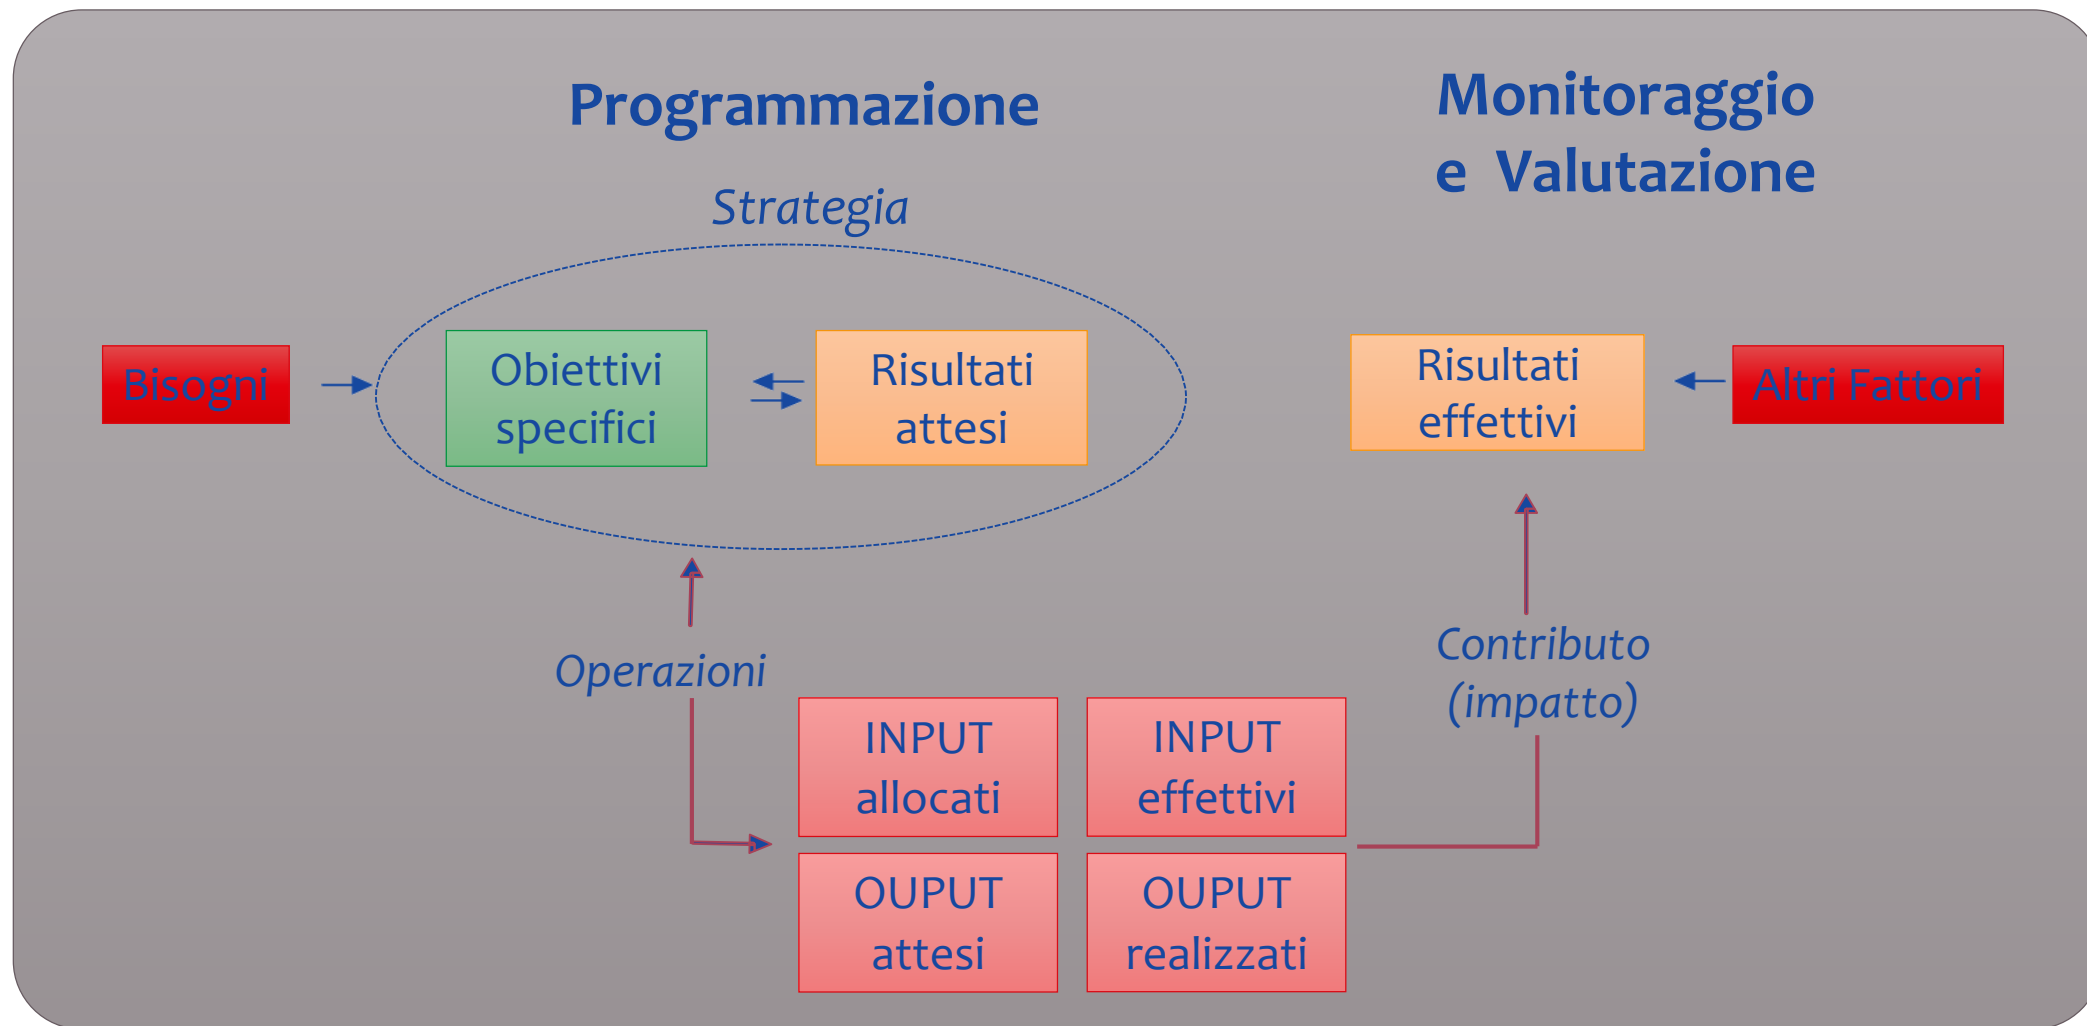 Programmazione
Monitoraggio
e Valutazione
Strategia
Bisogni
Obiettivi
specifici
Risultati
attesi
Risultati
effettivi
Altri Fattori
Operazioni
Contributo
(impatto)
INPUT
allocati
INPUT
effettivi
OUPUT
attesi
OUPUT
realizzati